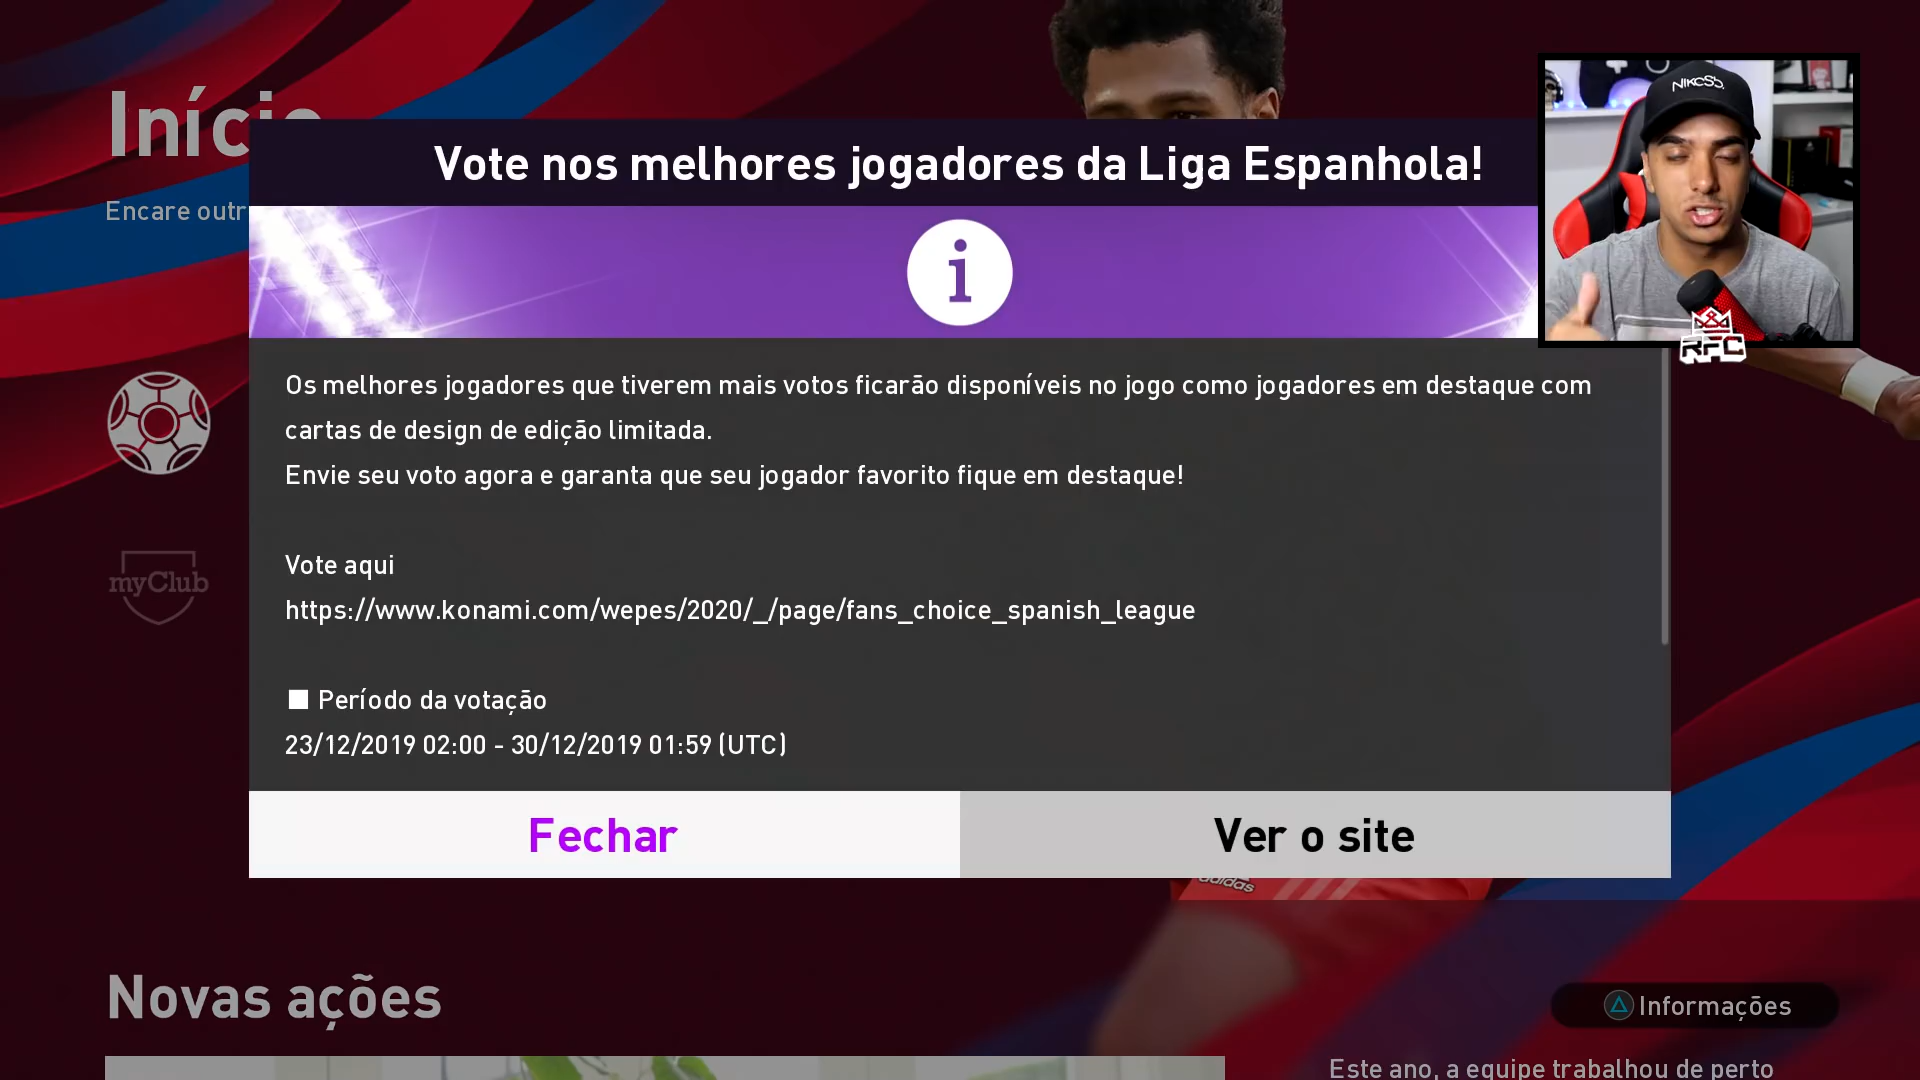 Início
Encare outr
Vote nos melhores jogadores da Liga Espanhola!
NIKOSS.
RFC
Os melhores jogadores que tiverem mais votos ficarão disponíveis no jogo como jogadores em destaque com
cartas de design de edição limitada.
Envie seu voto agora e garanta que seu jogador favorito fique em destaque!
Vote aqui
https://www.konami.com/wepes/2020/_/page/fans_choice_spanish_league
myClub
■ Período da votação
23/12/2019 02:00 - 30/12/2019 01:59 (UTC)
Fechar
Ver o site
adidas
Novas ações
Informações
Este ano, a equipe trabalhou de perto